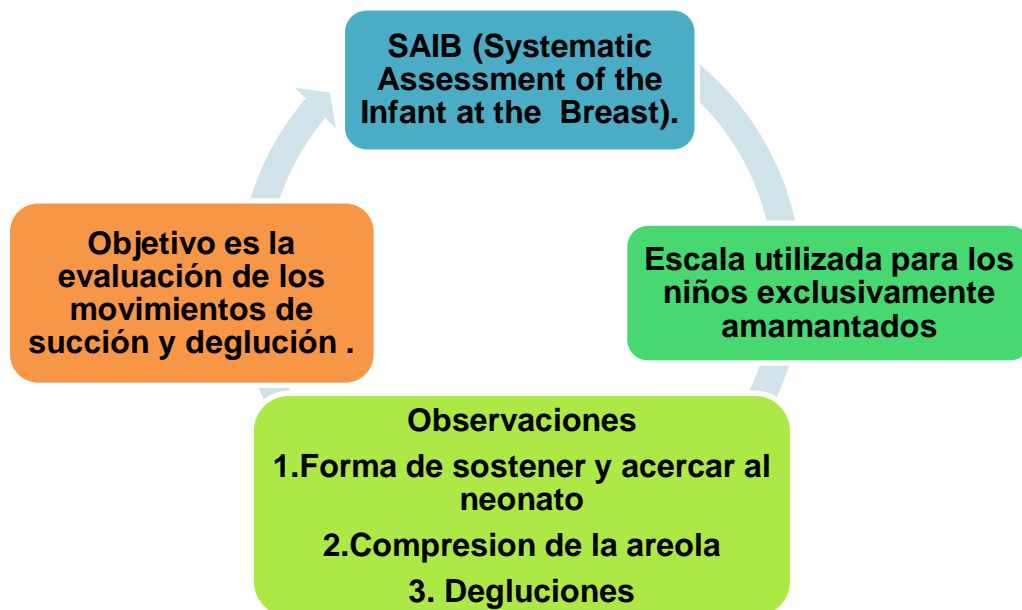 SAIB (Systematic
Assessment of the
Infant at the Breast).
Escala utilizada para los
niños exclusivamente
amamantados
Observaciones
1.Forma de sostener y acercar al
neonato
2.Compresion de la areola
3. Degluciones
Objetivo es la
evaluación de los
movimientos de
succión y deglución .